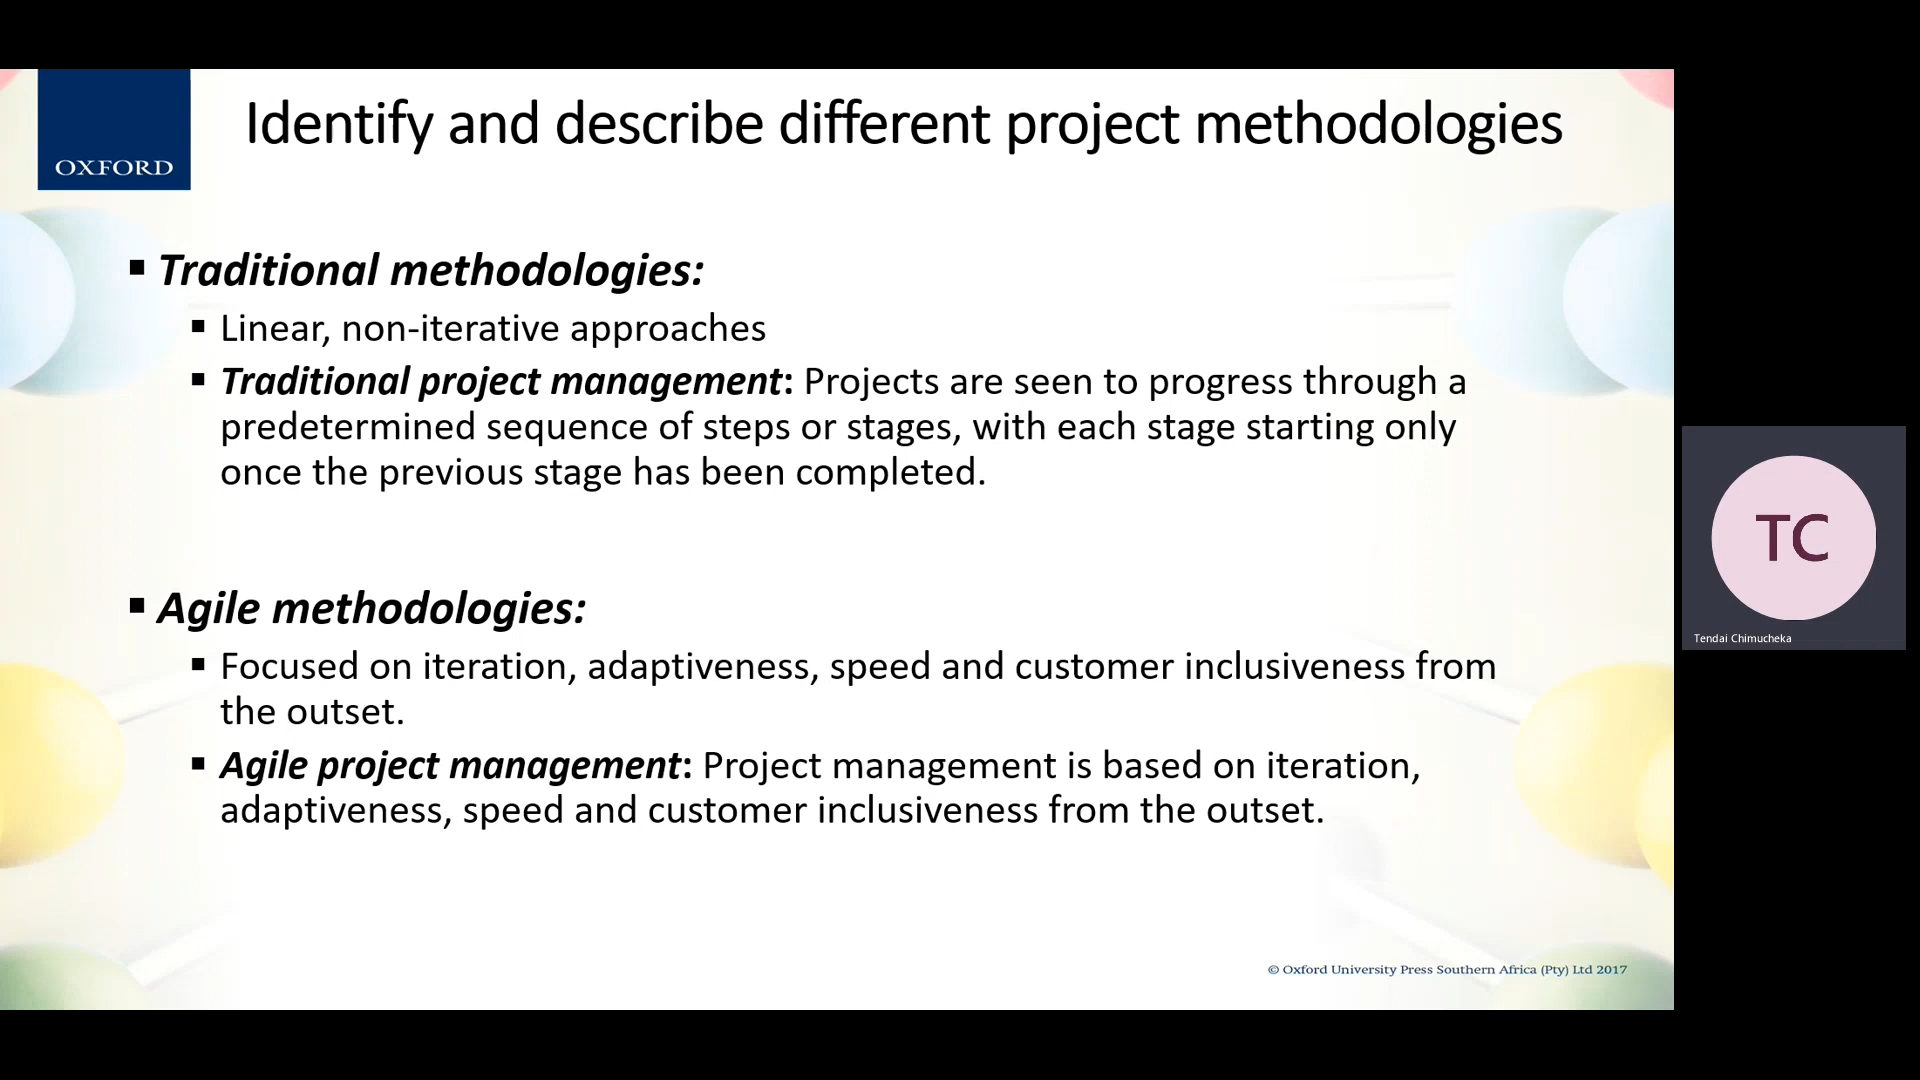 OXFORD
Identify and describe different project methodologies
▪ Traditional methodologies:
▪ Linear, non-iterative approaches
▪ Traditional project management: Projects are seen to progress through a
predetermined sequence of steps or stages, with each stage starting only
once the previous stage has been completed.
▪ Agile methodologies:
▪ Focused on iteration, adaptiveness, speed and customer inclusiveness from
the outset.
▪ Agile project management: Project management is based on iteration,
adaptiveness, speed and customer inclusiveness from the outset.
© Oxford University Press Southern Africa (Pty) Ltd 2017
TC
Tendai Chimucheka